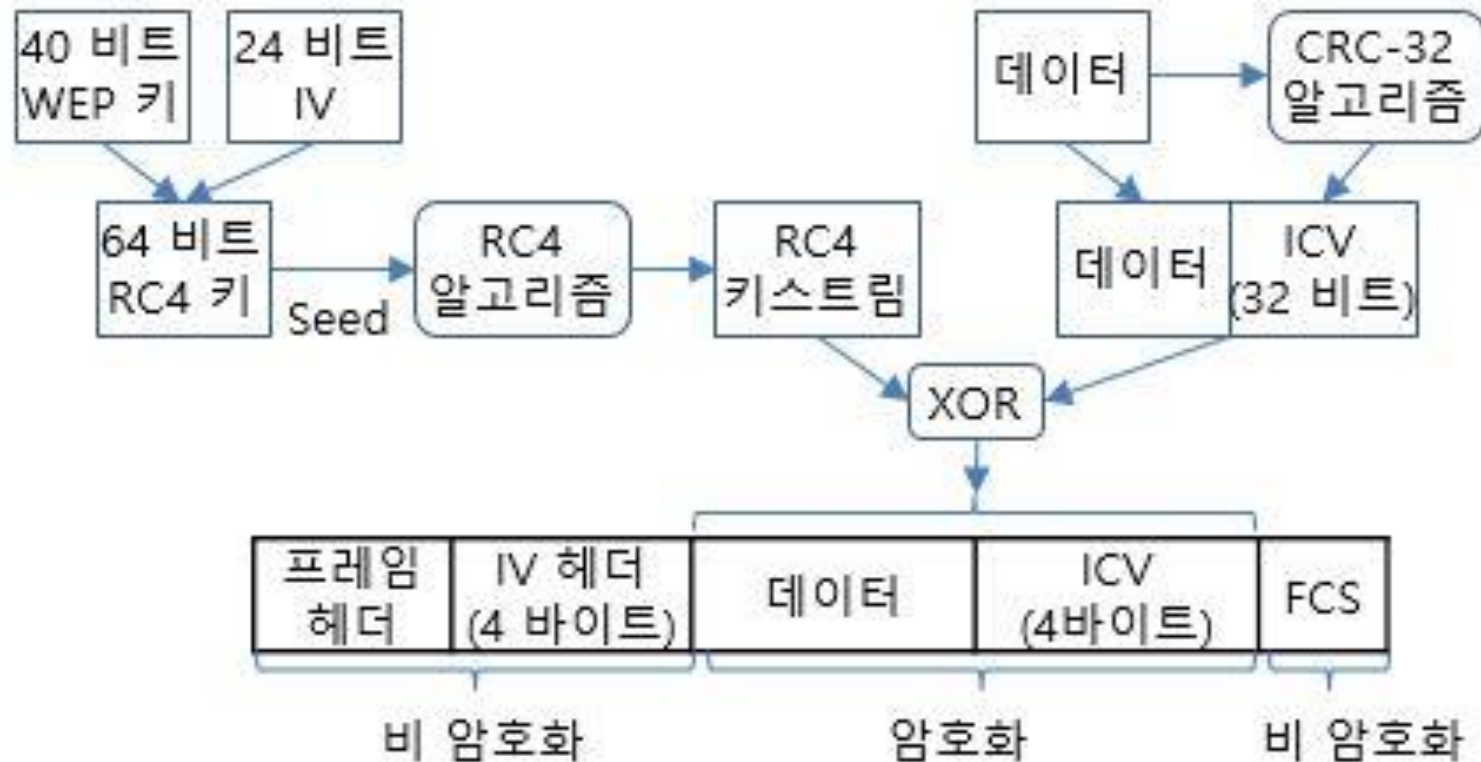 40 비트
WEP 키
24 비트
IV
데이터
CRC-32
알고리즘
64 비트
RC4 키
Seed
RC4
알고리즘
RC4
키스트림
데이터
ICV
(32 비트)
XOR
프레임
헤더
IV 헤더
(4 바이트)
데이터
ICV
(4바이트)
FCS
비 암호화
암호화
비 암호화